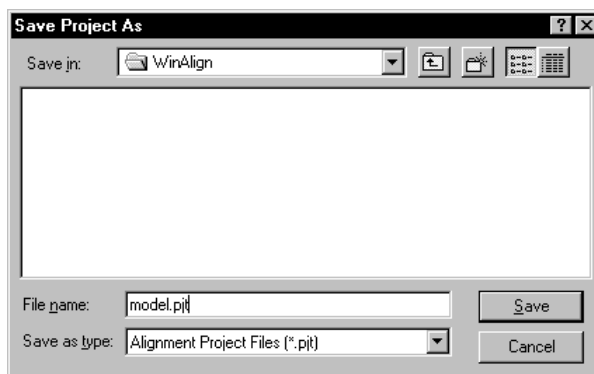 Save Project As
Save in: WinAlign
File name: model.pjt Save
Save as type: Alignment Project Files (*.pjt) Cancel